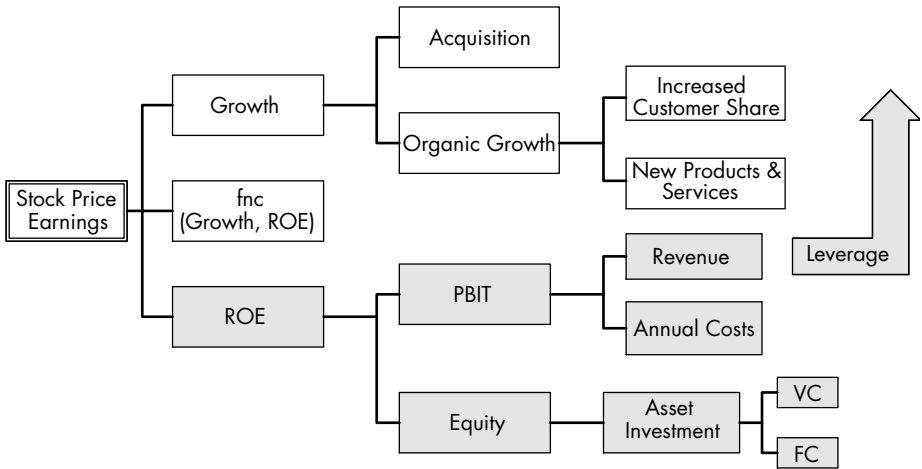 Acquisition
Growth
Increased
Customer Share
Organic Growth
New Products &
Services
Stock Price
Earnings
fnc
(Growth, ROE)
Leverage
Revenue
ROE
PBIT
Annual Costs
Equity
Asset
Investment
VC
FC